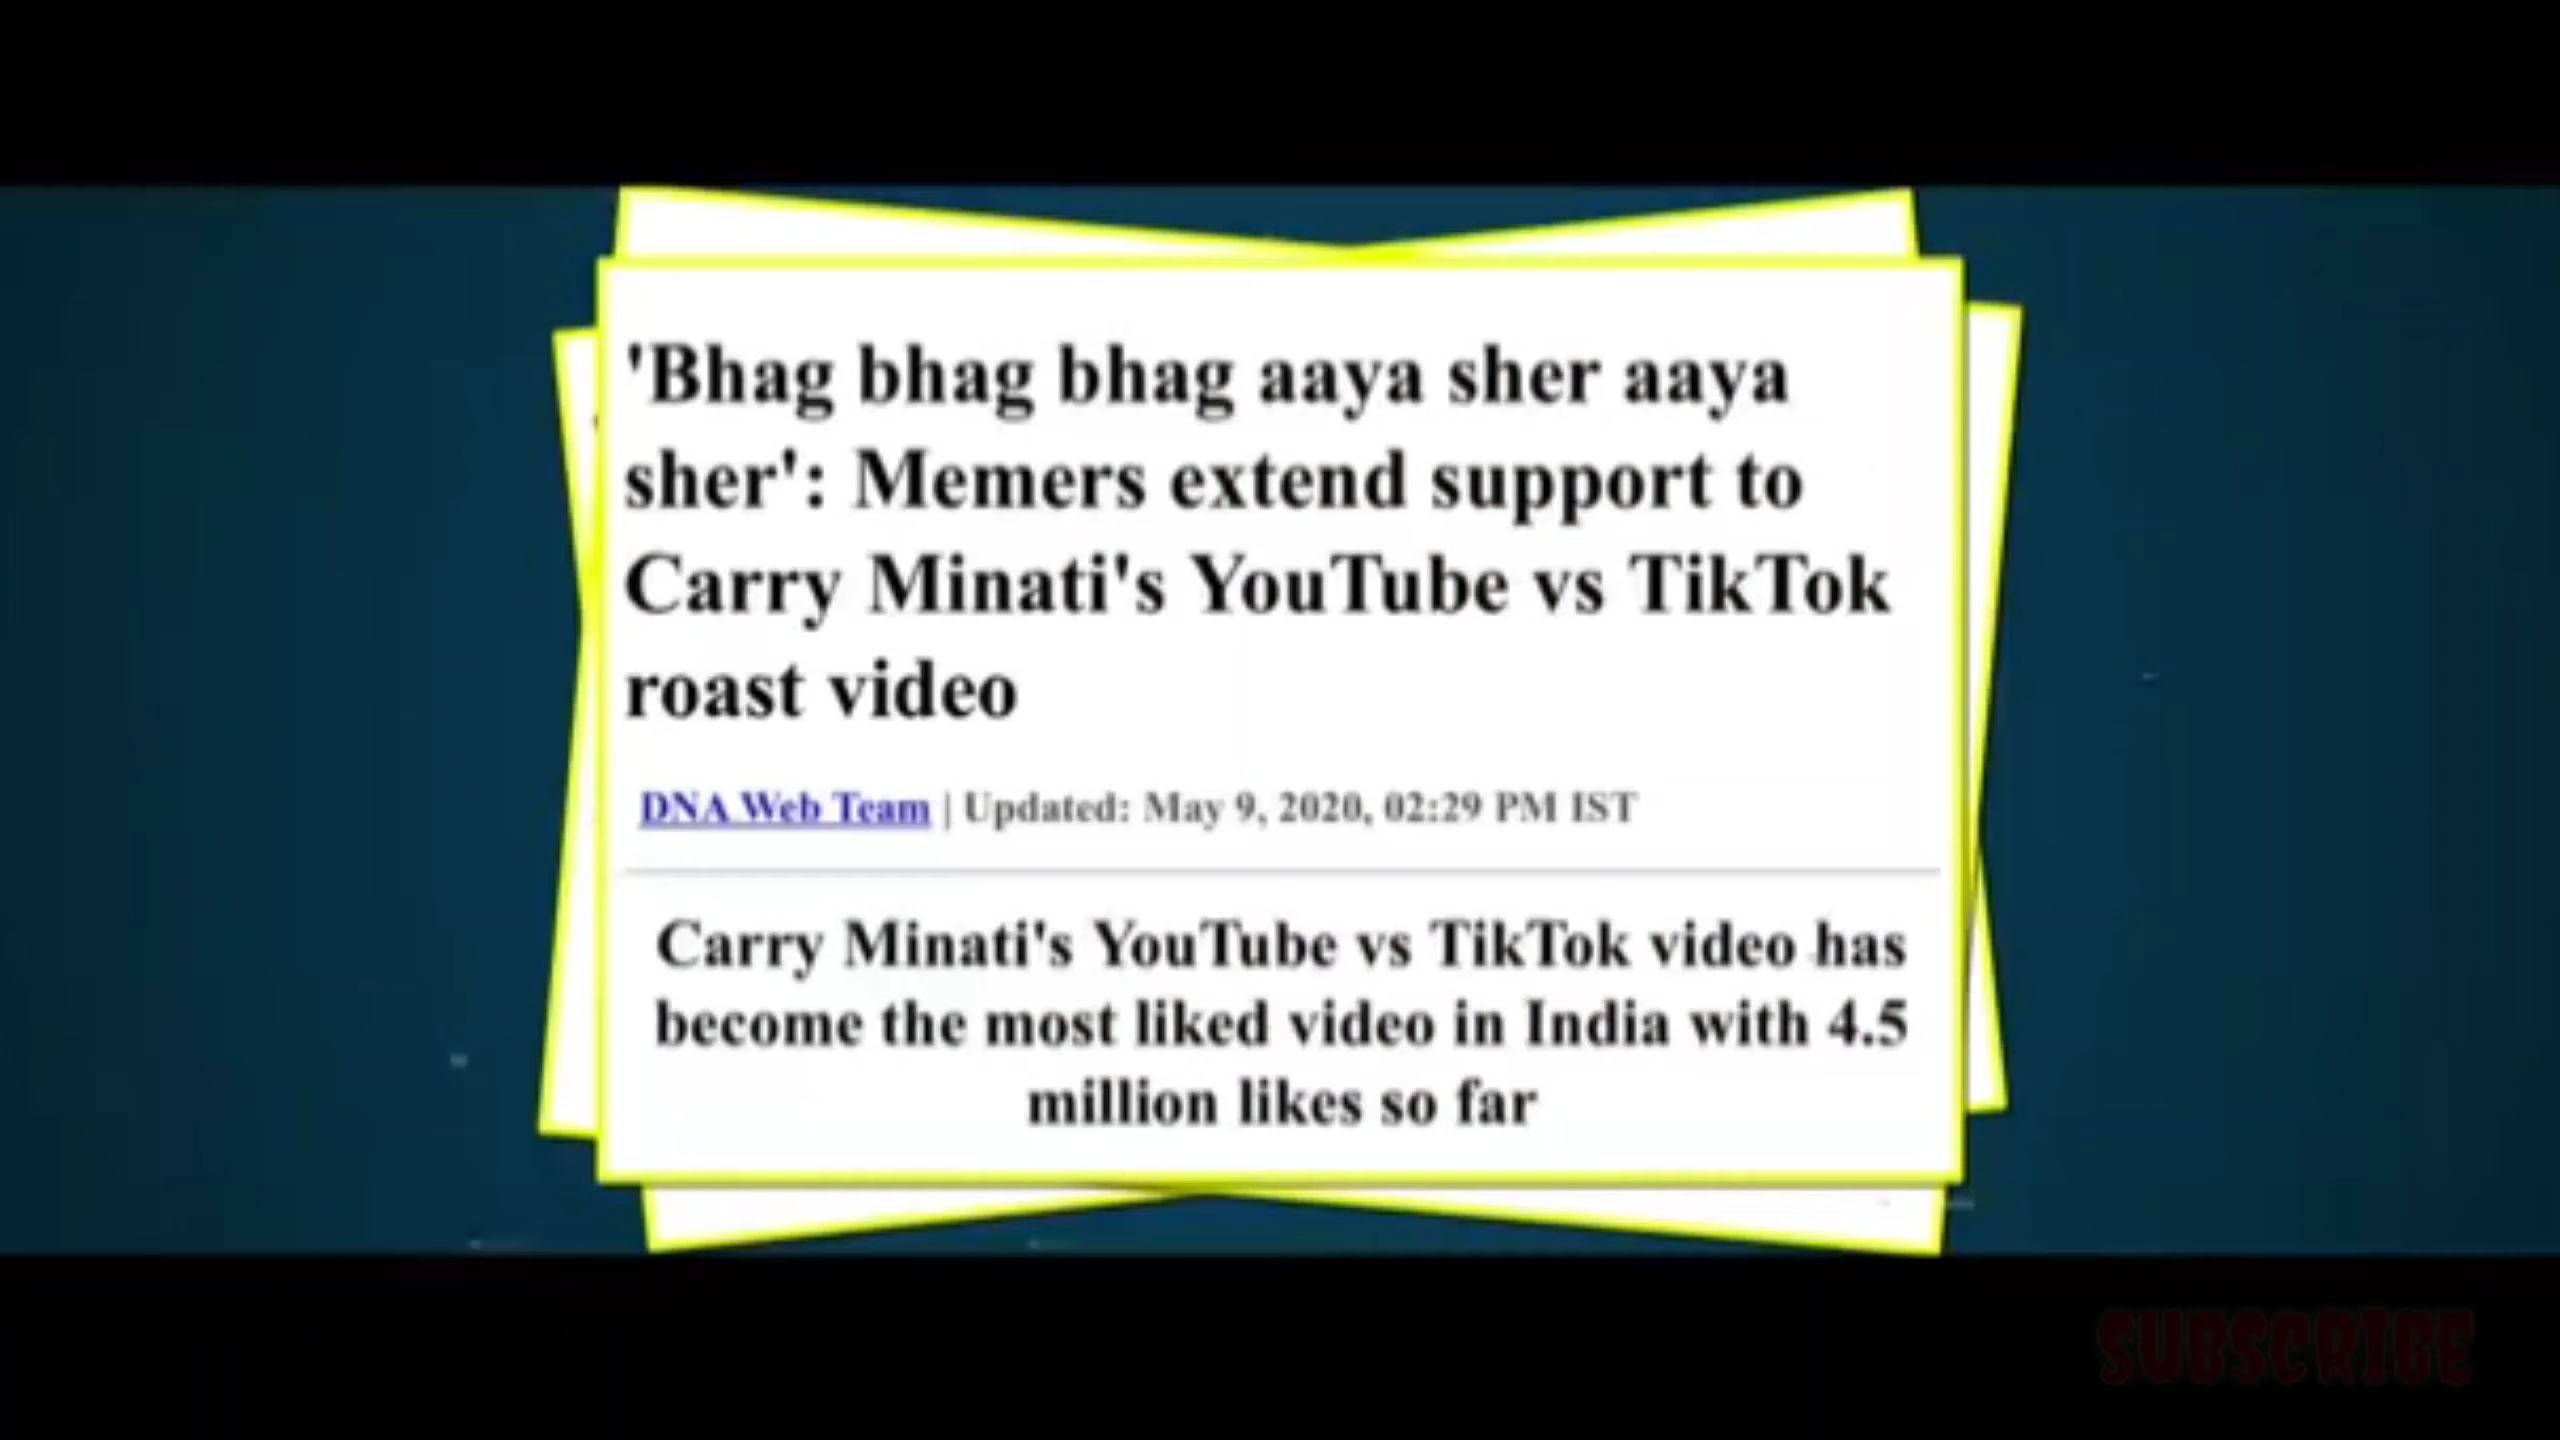 'Bhag bhag bhag aaya sher aaya
sher': Memers extend support to
Carry Minati's YouTube vs TikTok
roast video
DNA Web Team | Updated: May 9, 2020, 02:29 PM IST
Carry Minati's YouTube vs TikTok video has
become the most liked video in India with 4.5
million likes so far
SUBSCRIBE